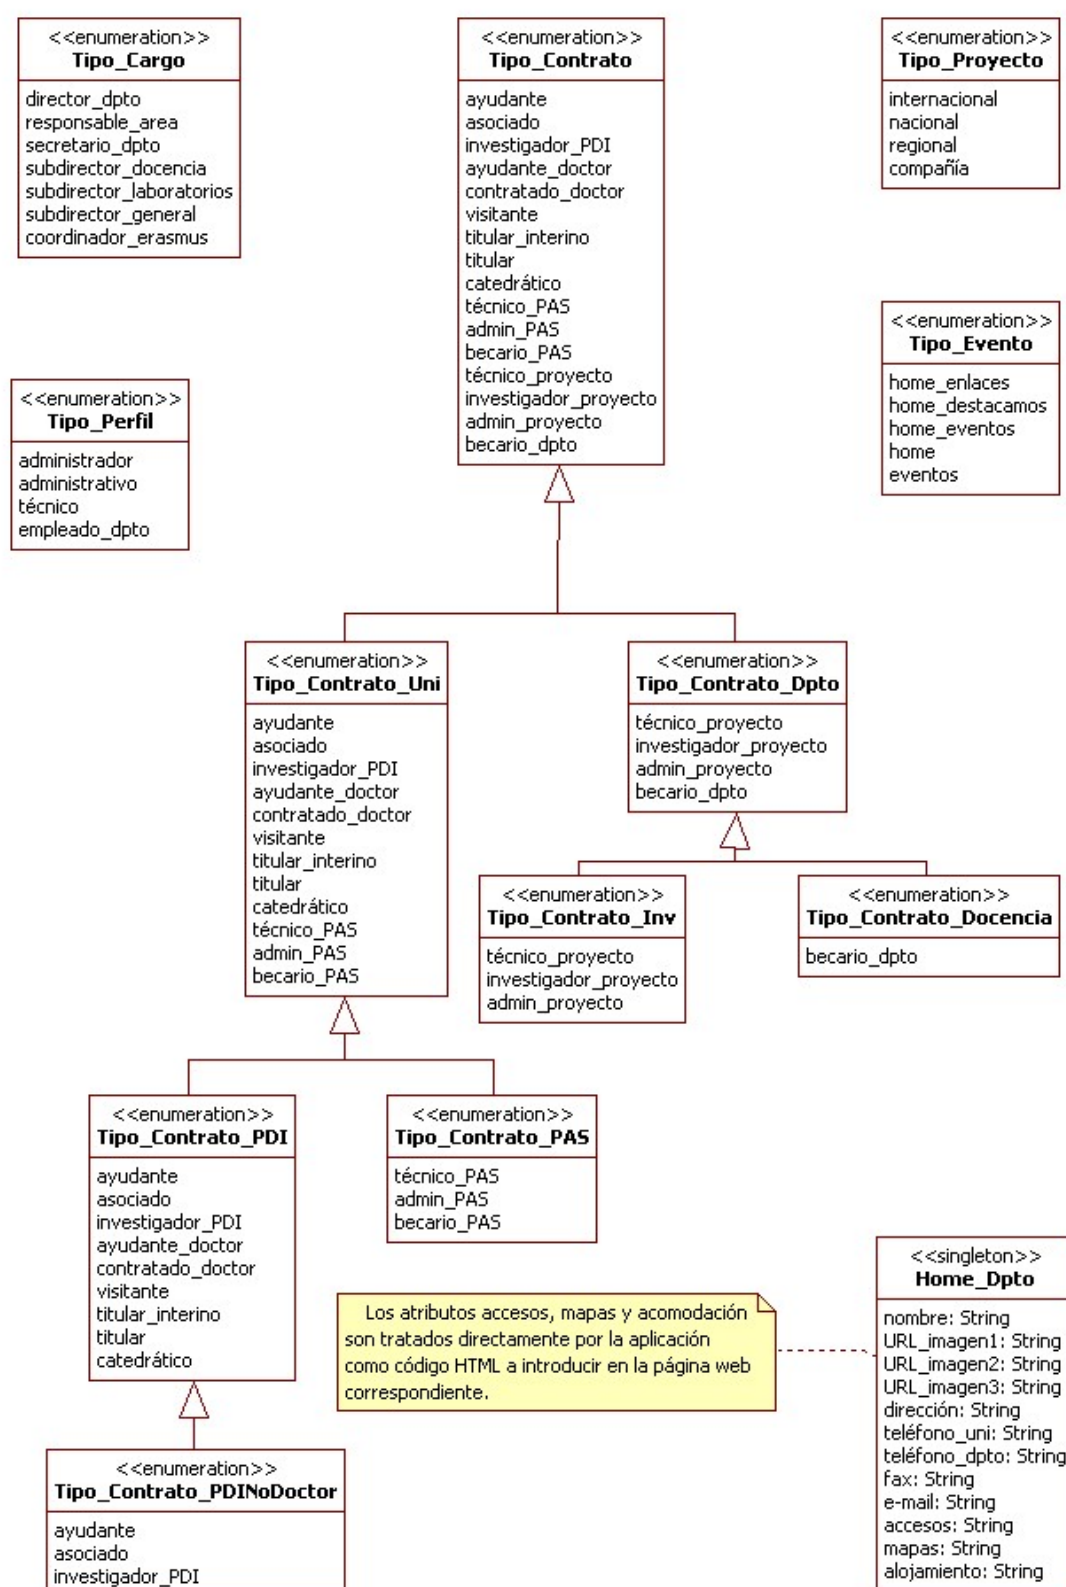 <<enumeration>>
Tipo_Cargo
director_dpto
responsable_area
secretario_dpto
subdirector_docencia
subdirector_laboratorios
subdirector_general
coordinador_erasmus
<<enumeration>>
Tipo_Contrato
ayudante
asociado
investigador_PDI
ayudante_doctor
contratado_doctor
visitante
titular_interino
titular
catedrático
técnico_PAS
admin_PAS
becario_PAS
técnico_proyecto
investigador_proyecto
admin_proyecto
becario_dpto
<<enumeration>>
Tipo_Proyecto
internacional
nacional
regional
compañía
<<enumeration>>
Tipo_Evento
home_enlaces
home_destacamos
home_eventos
home
eventos
<<enumeration>>
Tipo_Perfil
administrador
administrativo
técnico
empleado_dpto
<<enumeration>>
Tipo_Contrato_Uni
ayudante
asociado
investigador_PDI
ayudante_doctor
contratado_doctor
visitante
titular_interino
titular
catedrático
técnico_PAS
admin_PAS
becario_PAS
<<enumeration>>
Tipo_Contrato_Dpto
técnico_proyecto
investigador_proyecto
admin_proyecto
becario_dpto
<<enumeration>>
Tipo_Contrato_Inv
técnico_proyecto
investigador_proyecto
admin_proyecto
<<enumeration>>
Tipo_Contrato_Docencia
becario_dpto
<<enumeration>>
Tipo_Contrato_PDI
ayudante
asociado
investigador_PDI
ayudante_doctor
contratado_doctor
visitante
titular_interino
titular
catedrático
<<enumeration>>
Tipo_Contrato_PAS
técnico_PAS
admin_PAS
becario_PAS
Los atributos accesos, mapas y acomodación
son tratados directamente por la aplicación
como código HTML a introducir en la página web
correspondiente.
<<singleton>>
Home_Dpto
nombre: String
URL_imagen1: String
URL_imagen2: String
URL_imagen3: String
dirección: String
teléfono_uni: String
teléfono_dpto: String
fax: String
e-mail: String
accesos: String
mapas: String
alojamiento: String
<<enumeration>>
Tipo_Contrato_PDINoDoctor
ayudante
asociado
investigador_PDI